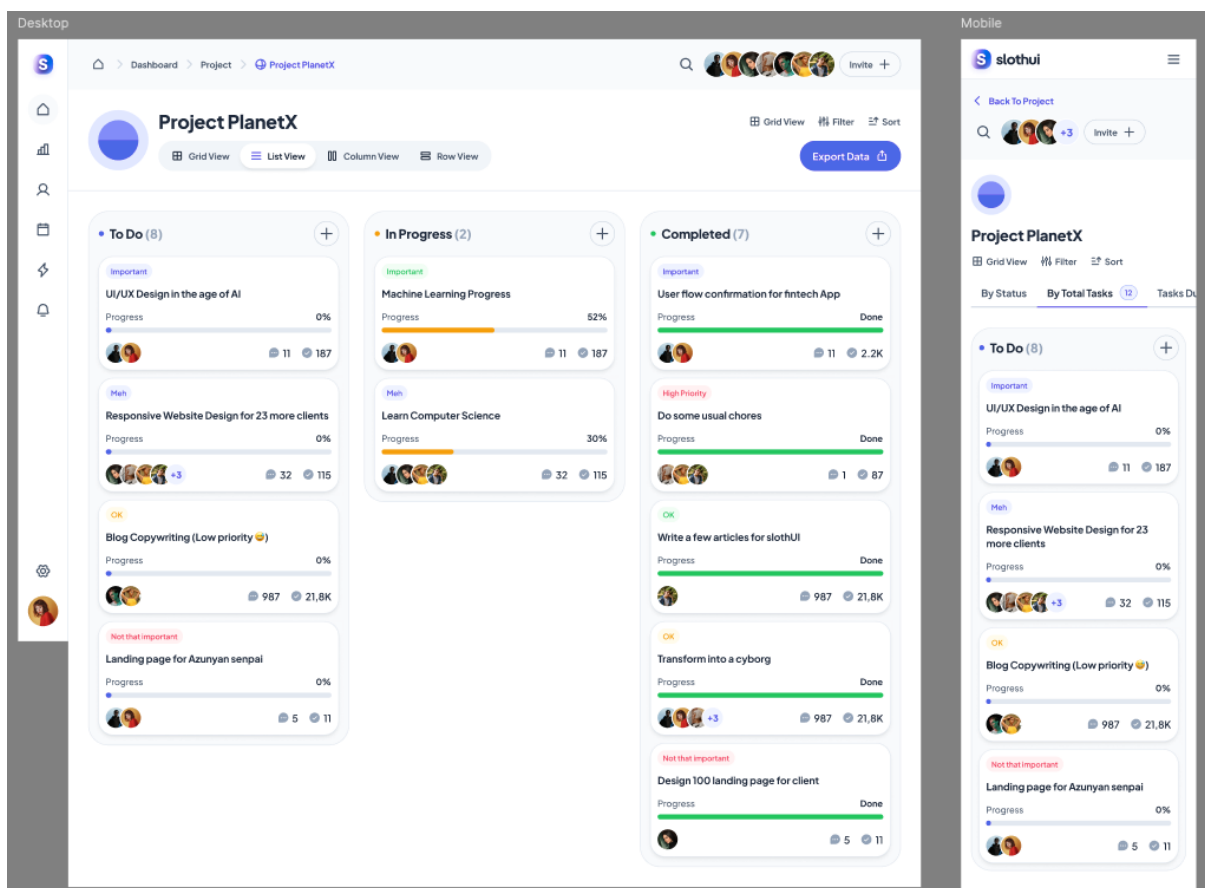 Desktop
S
Dashboard
Project
Project PlanetX
Invite
Project PlanetX
Grid View
Filter
Sort
Grid View
List View
Column View
Row View
Export Data
To Do (8)
Important
UI/UX Design in the age of AI
Progress 0%
11 187
Meh
Responsive Website Design for 23 more clients
Progress 0%
+3 32 115
OK
Blog Copywriting (Low priority 😅)
Progress 0%
987 21,8K
Not that important
Landing page for Azunyan senpai
Progress 0%
5 11
In Progress (2)
Important
Machine Learning Progress
Progress 52%
11 187
Meh
Learn Computer Science
Progress 30%
32 115
Completed (7)
Important
User flow confirmation for fintech App
Progress Done
11 2.2K
High Priority
Do some usual chores
Progress Done
1 87
OK
Write a few articles for slothUI
Progress Done
987 21,8K
OK
Transform into a cyborg
Progress Done
+3 987 21,8K
Not that important
Design 100 landing page for client
Progress Done
5 11
Mobile
S slothui
Back To Project
+3 Invite
Project PlanetX
Grid View Filter Sort
By Status By Total Tasks 12 Tasks Du
To Do (8)
Important
UI/UX Design in the age of AI
Progress 0%
11 187
Meh
Responsive Website Design for 23
more clients
Progress 0%
+3 32 115
OK
Blog Copywriting (Low priority 😅)
Progress 0%
987 21,8K
Not that important
Landing page for Azunyan senpai
Progress 0%
5 11